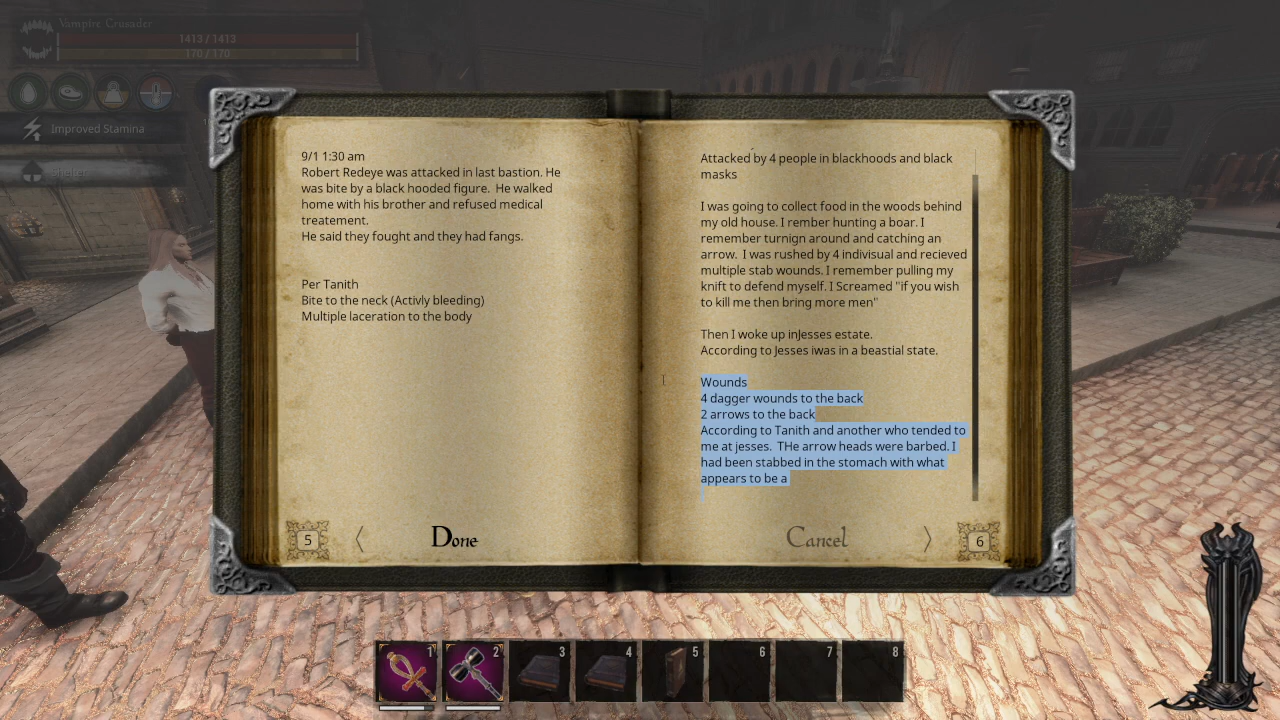 Vampire Crusader
1413 / 1413
170 / 170
Improved Stamina
Shelter
9/1 1:30 am
Robert Redeye was attacked in last bastion. He
was bite by a black hooded figure.  He walked
home with his brother and refused medical
treatement.
He said they fought and they had fangs.
Per Tanith
Bite to the neck (Activly bleeding)
Multiple laceration to the body
5
Done
Attacked by 4 people in blackhoods and black
masks
I was going to collect food in the woods behind
my old house. I rember hunting a boar. I
remember turnign around and catching an
arrow.  I was rushed by 4 indivisual and recieved
multiple stab wounds. I remember pulling my
knift to defend myself. I Screamed "if you wish
to kill me then bring more men"
Then I woke up inJesses estate.
According to Jesses iwas in a beastial state.
Wounds
4 dagger wounds to the back
2 arrows to the back
According to Tanith and another who tended to
me at jesses.  THe arrow heads were barbed. I
had been stabbed in the stomach with what
appears to be a
Cancel
6
1 2 3 4 5 6 7 8